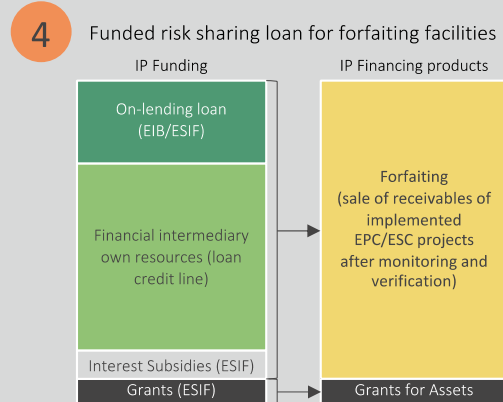 4
Funded risk sharing loan for forfaiting facilities
IP Funding
IP Financing products
On-lending loan
(EIB/ESIF)
Financial intermediary
own resources (loan
credit line)
Interest Subsidies (ESIF)
Grants (ESIF)
Forfaiting
(sale of receivables of
implemented
EPC/ESC projects
after monitoring and
verification)
Grants for Assets